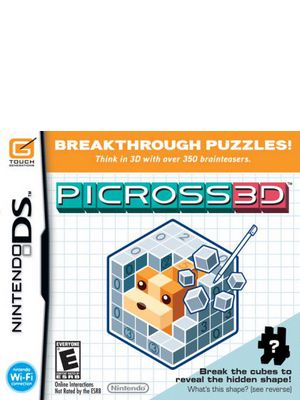 TOUCH
GENERATIONS
BREAKTHROUGH PUZZLES!
Think in 3D with over 350 brainteasers.
PICROSS3D™
NINTENDO DS™
Nintendo
Wi-Fi
CONNECTION
EVERYONE
E
ESRB
Online Interactions
Not Rated by the ESRB
Nintendo
?
Break the cubes to
reveal the hidden shape!
What's this shape? (see reverse)